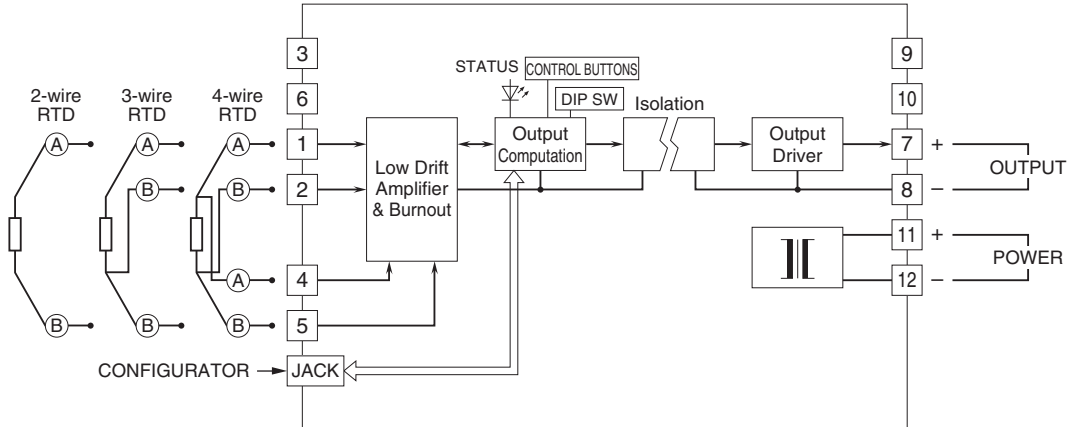 2-wire
RTD
3-wire
RTD
4-wire
RTD
A
A
A
B
B
A
B
B
B
CONFIGURATOR
JACK
3
6
1
2
4
5
Low Drift
Amplifier
& Burnout
STATUS
CONTROL BUTTONS
DIP SW
Output
Computation
Isolation
Output
Driver
9
10
7
+
8
–
OUTPUT
11
+
12
–
POWER